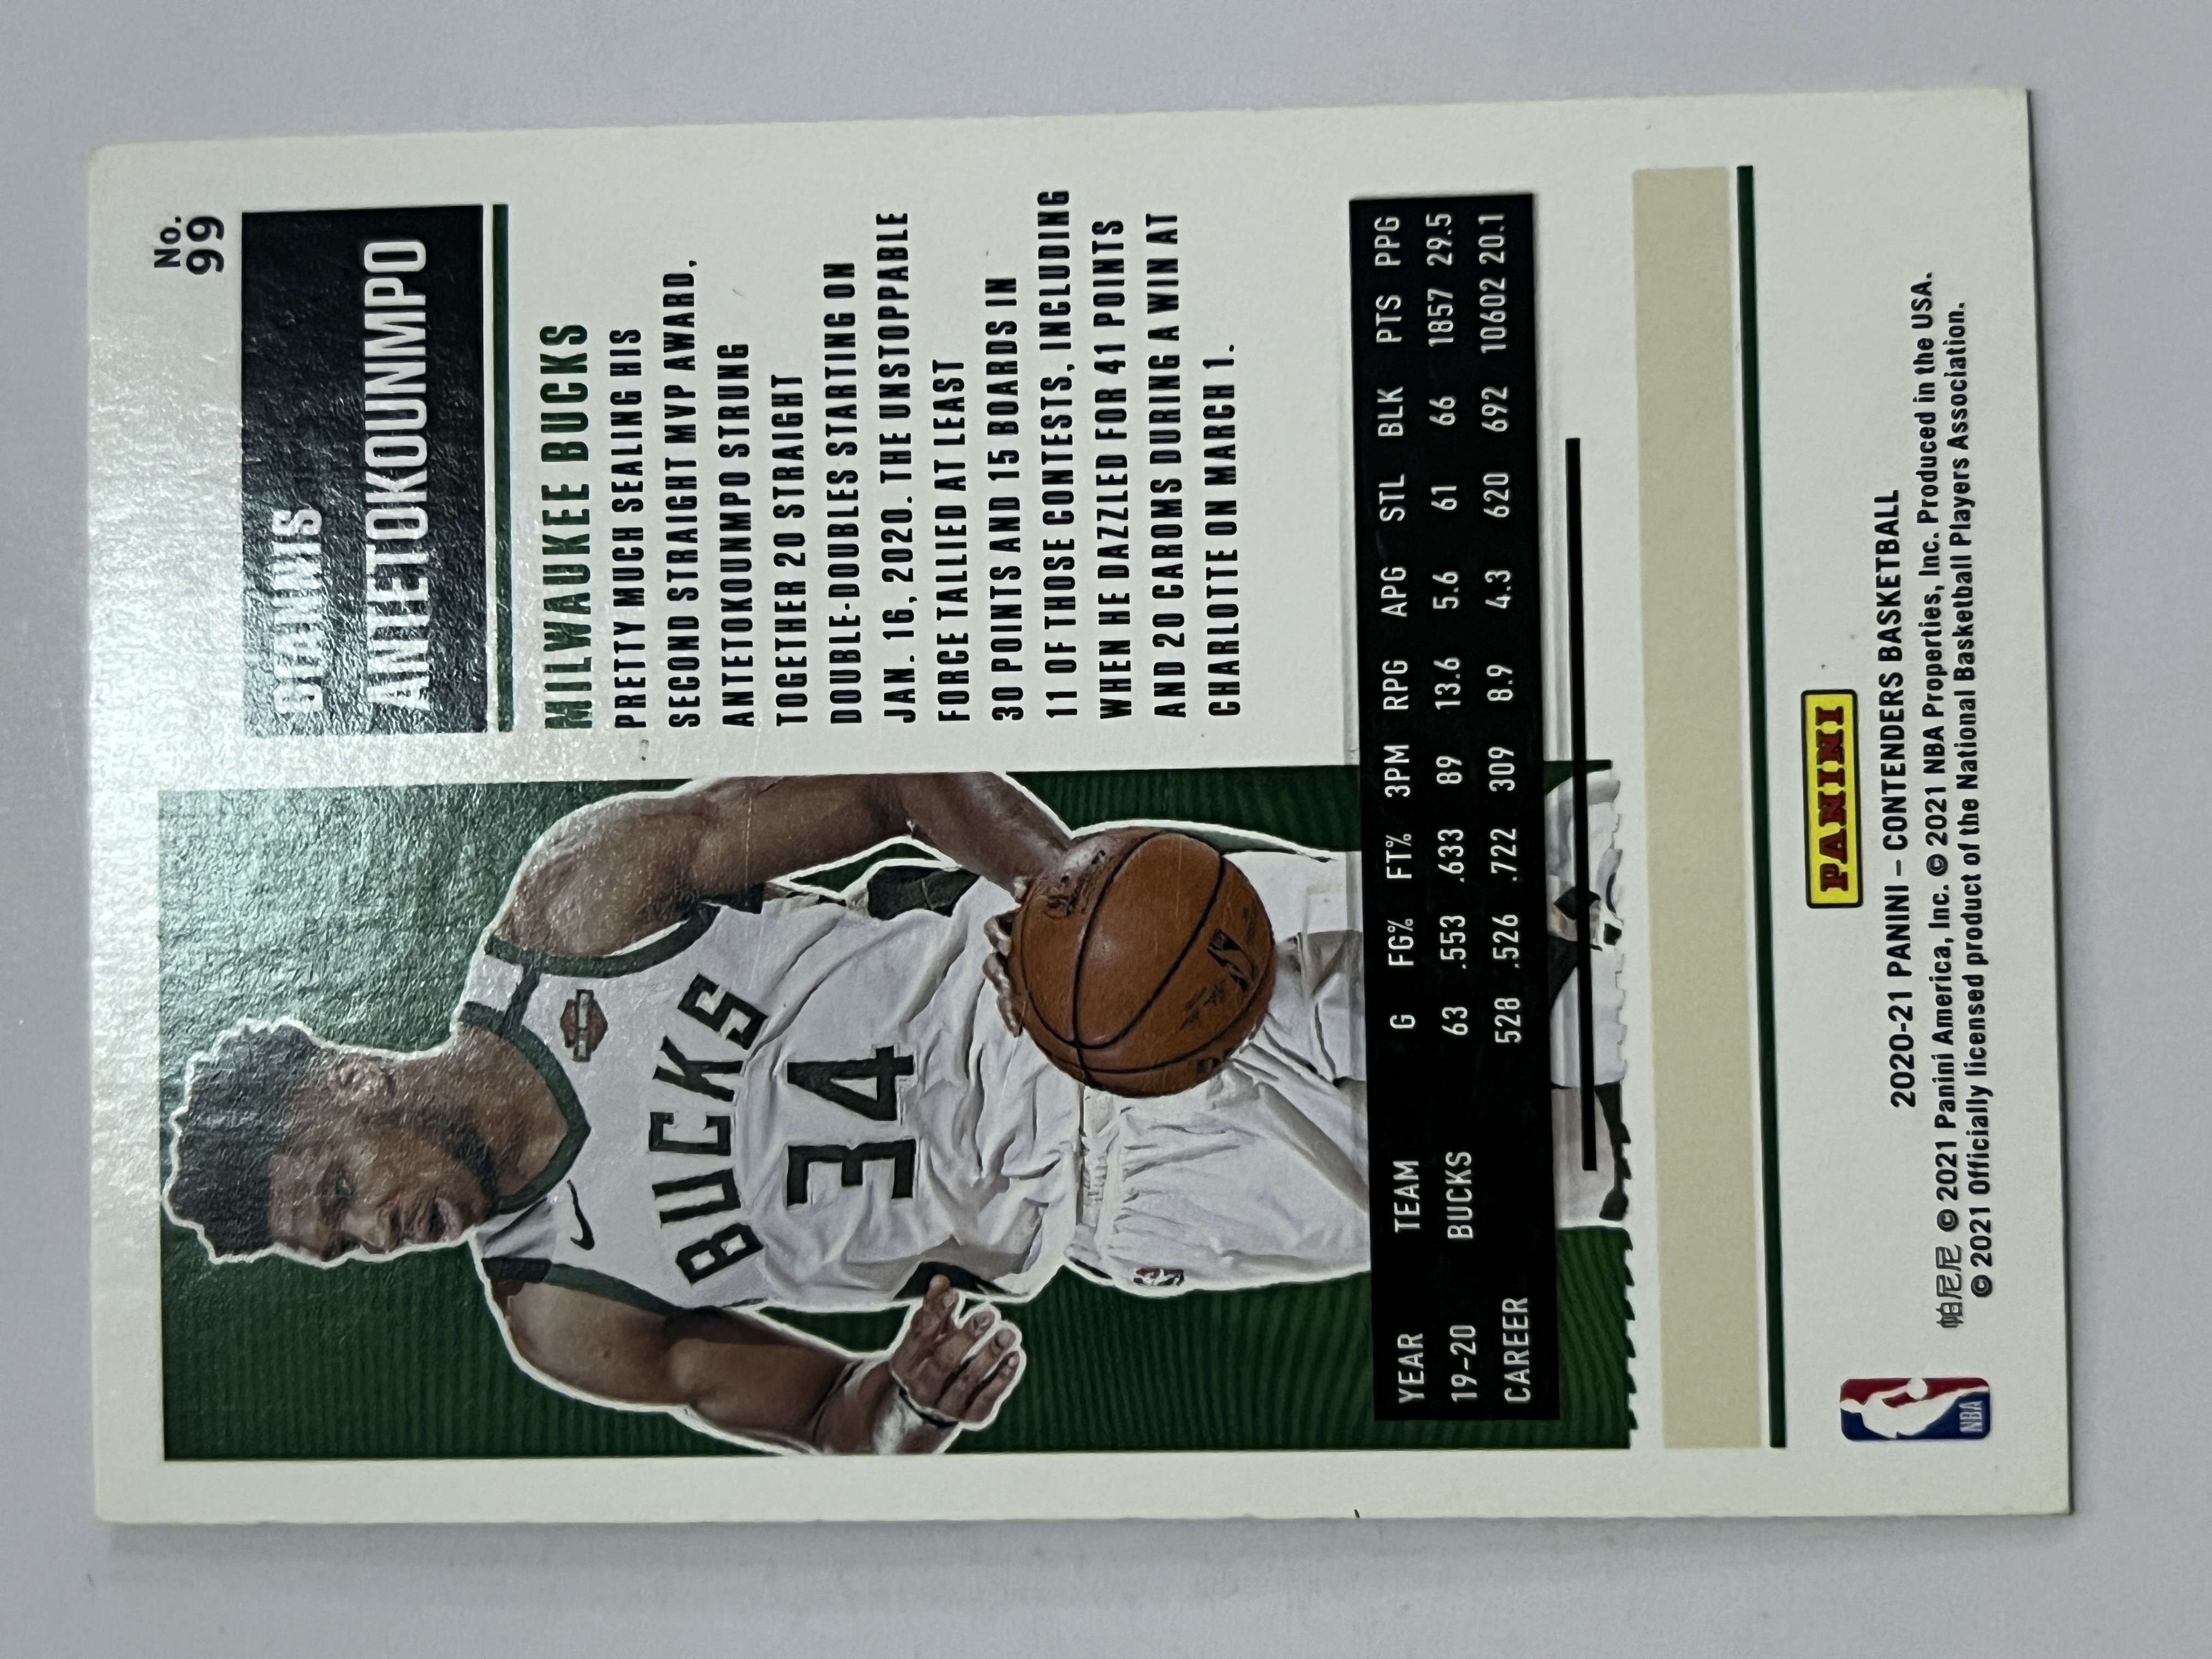 No.
99
GIANNIS
ANTETOKOUNMPO
MILWAUKEE BUCKS
PRETTY MUCH SEALING HIS
SECOND STRAIGHT MVP AWARD,
ANTETOKOUNMPO STRUNG
TOGETHER 20 STRAIGHT
DOUBLE-DOUBLES STARTING ON
JAN. 16, 2020. THE UNSTOPPABLE
FORCE TALLIED AT LEAST
30 POINTS AND 15 BOARDS IN
11 OF THOSE CONTESTS, INCLUDING
WHEN HE DAZZLED FOR 41 POINTS
AND 20 CAROMS DURING A WIN AT
CHARLOTTE ON MARCH 1.
BUCKS
34
YEAR TEAM G FG% FT% 3PM RPG APG STL BLK PTS PPG
19-20 BUCKS 63 .553 .633 89 13.6 5.6 61 66 1857 29.5
CAREER 528 .526 .722 309 8.9 4.3 620 692 10602 20.1
PANINI
2020-21 PANINI – CONTENDERS BASKETBALL
帕尼尼 © 2021 Panini America, Inc. © 2021 NBA Properties, Inc. Produced in the USA.
© 2021 Officially licensed product of the National Basketball Players Association.
NBA